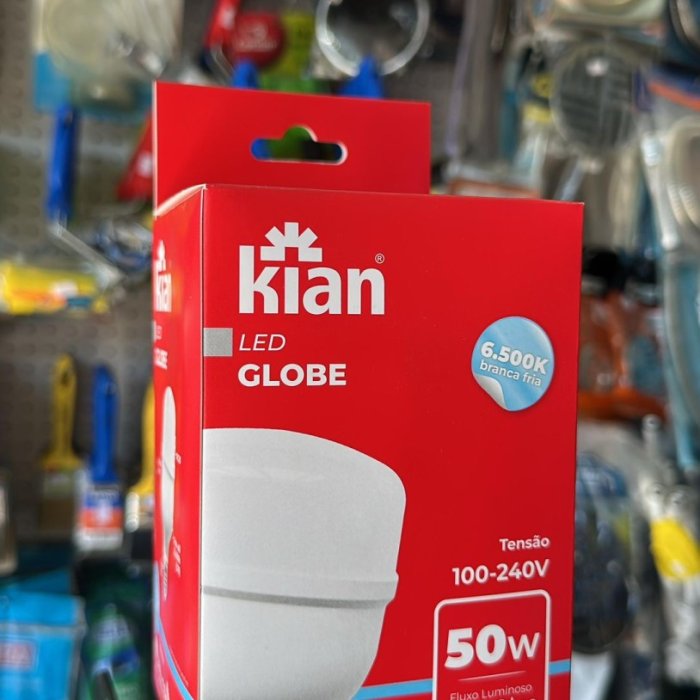 kian®
LED
GLOBE
6.500K
branca fria
Tensão
100-240V
50W
Fluxo Luminoso